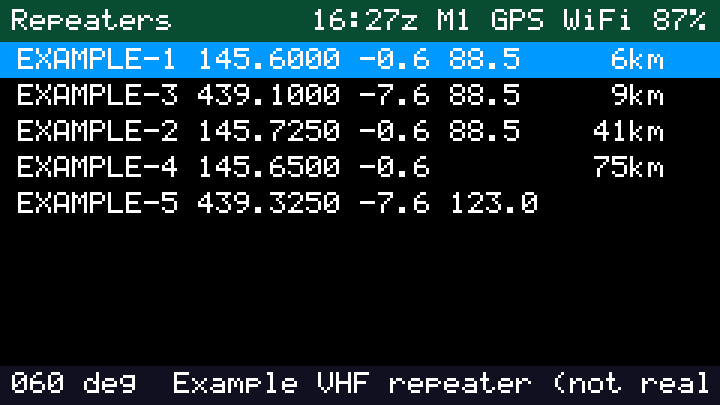 Repeaters 16:27z M1 GPS WiFi 87%
EXAMPLE-1 145.6000 -0.6 88.5 6km
EXAMPLE-3 439.1000 -7.6 88.5 9km
EXAMPLE-2 145.7250 -0.6 88.5 41km
EXAMPLE-4 145.6500 -0.6 75km
EXAMPLE-5 439.3250 -7.6 123.0
060 deg Example VHF repeater (not real